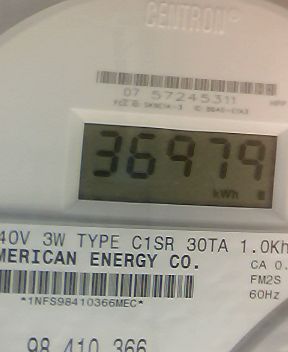 CENTRON®
07 57245311
36979
kWh
40V 3W TYPE C1SR 30TA 1.0Kh
MERICAN ENERGY CO.
CA 0.
FM2S
*1NFS98410366MEC*
60Hz
98 410 366